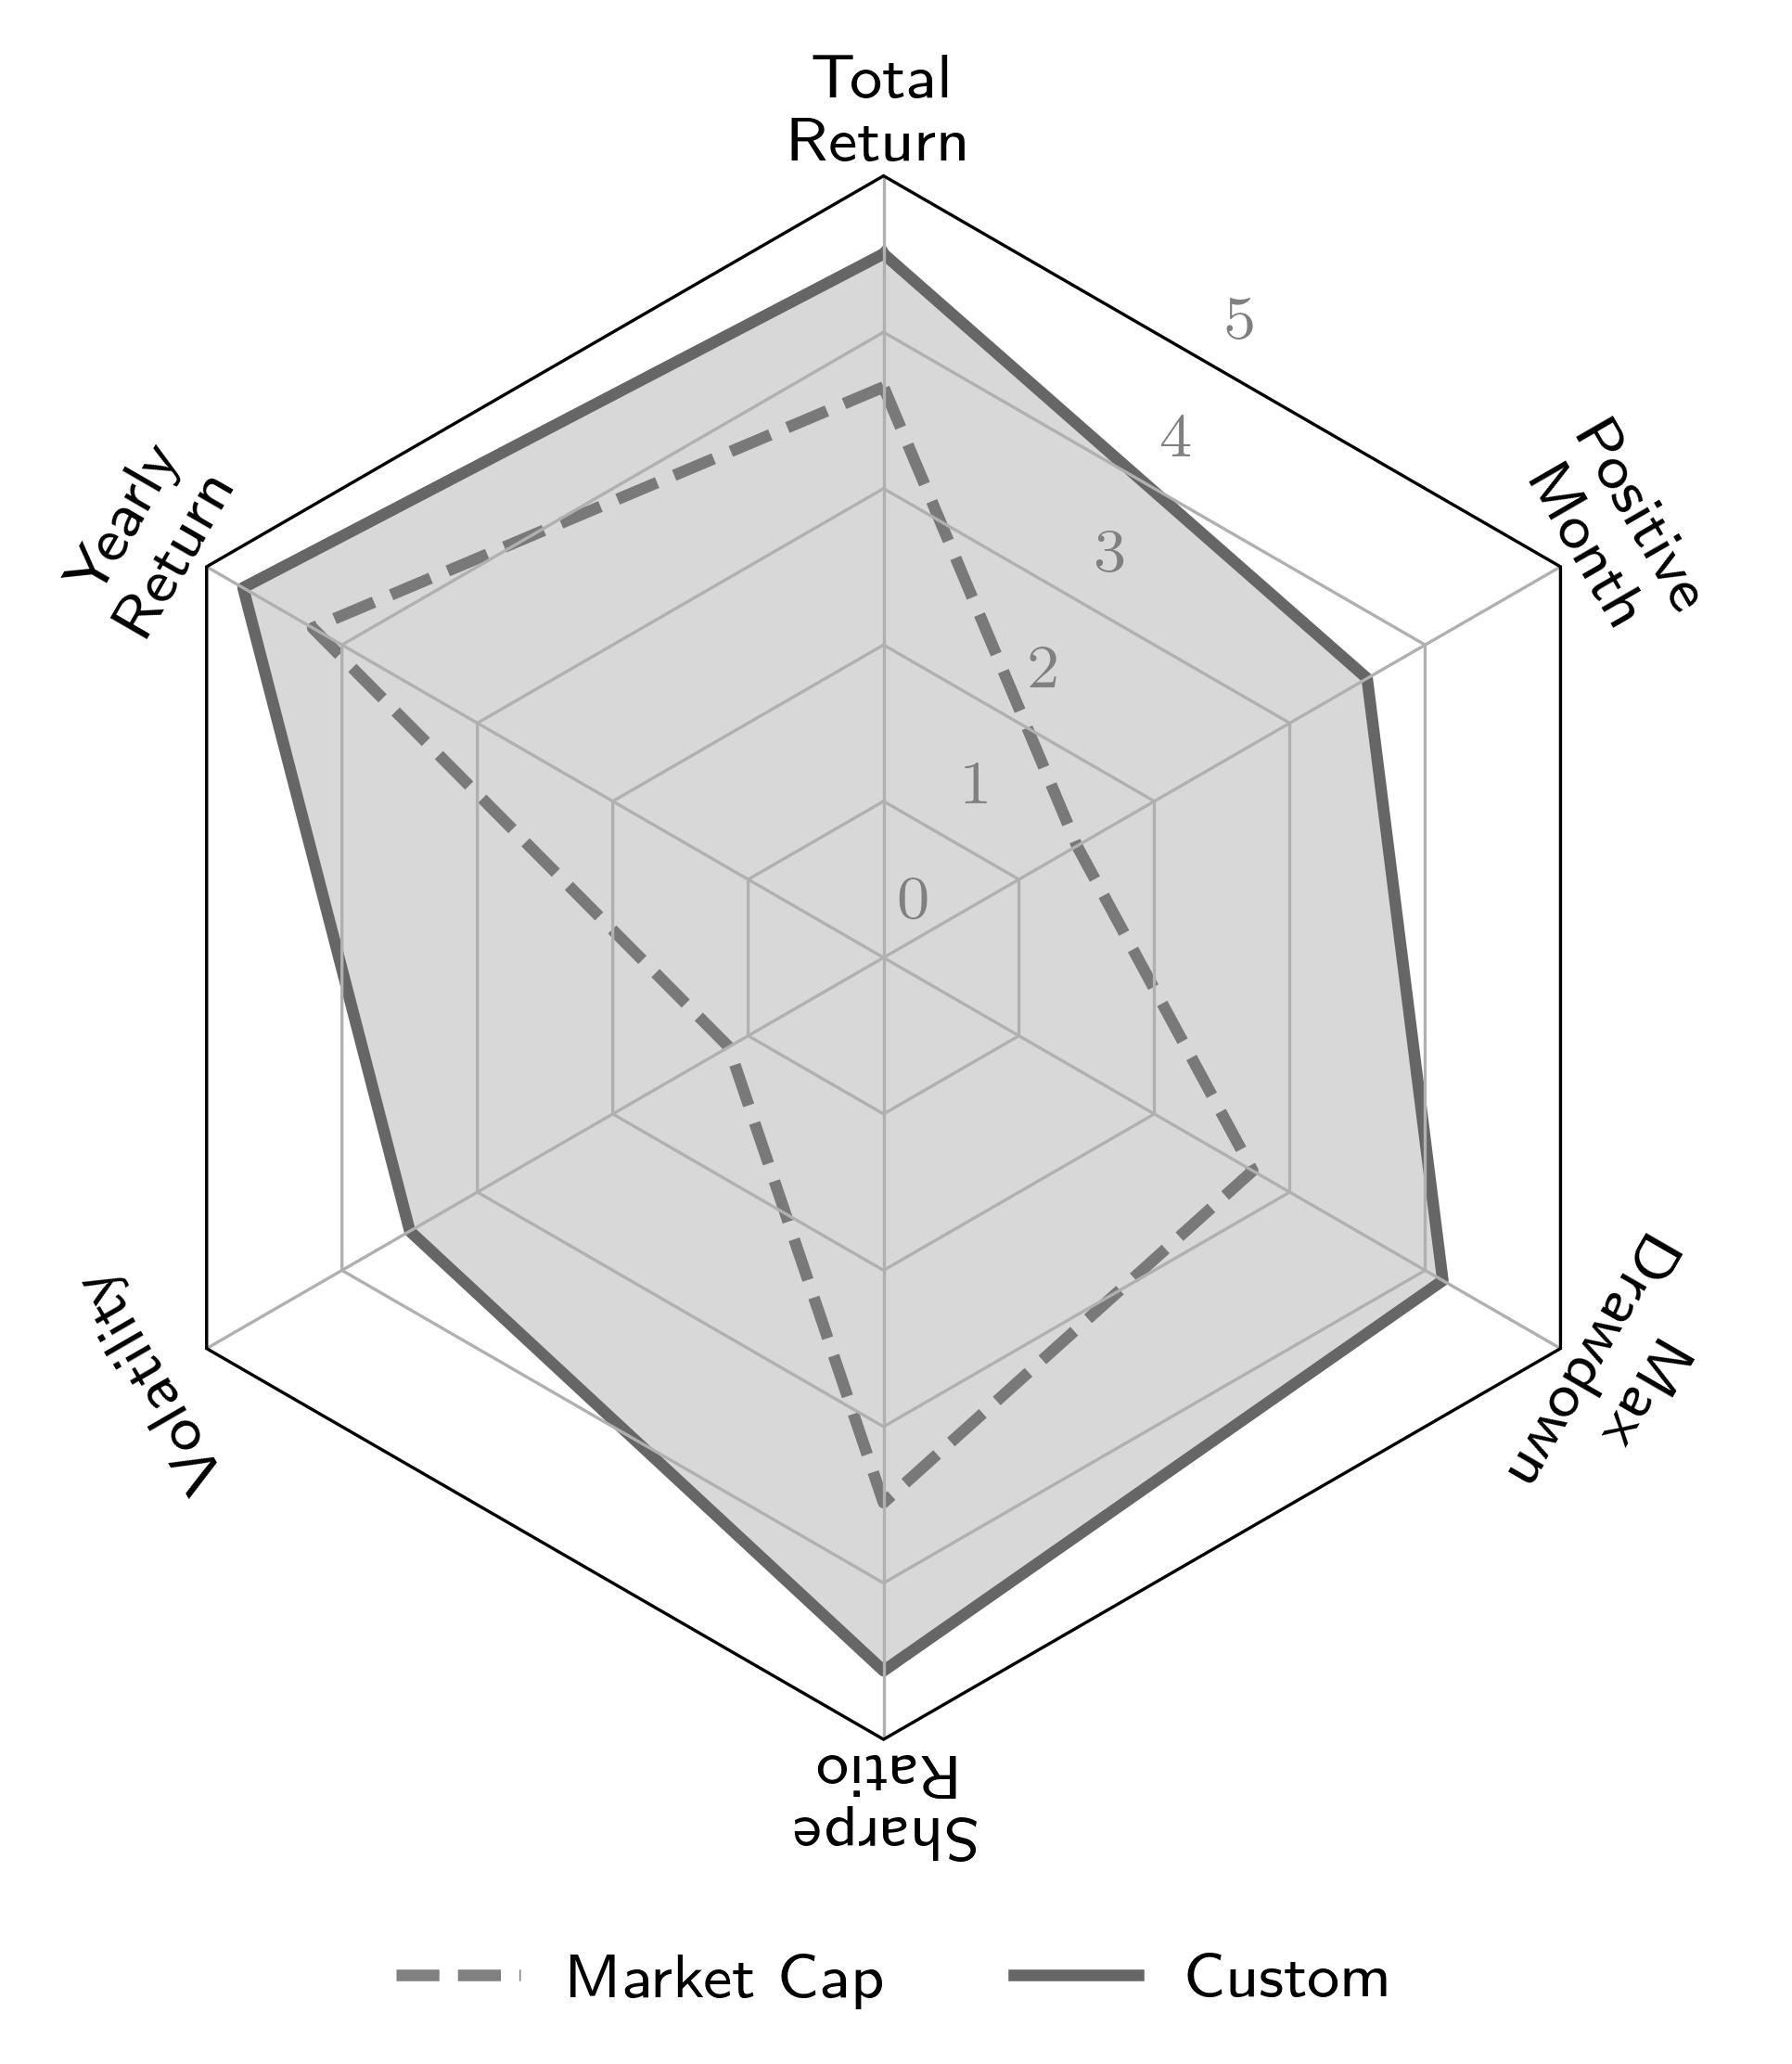 Total
Return
5
4
3
2
1
0
Positive
Month
Yearly
Return
Max
Drawdown
Volatility
Sharpe
Ratio
Market Cap
Custom